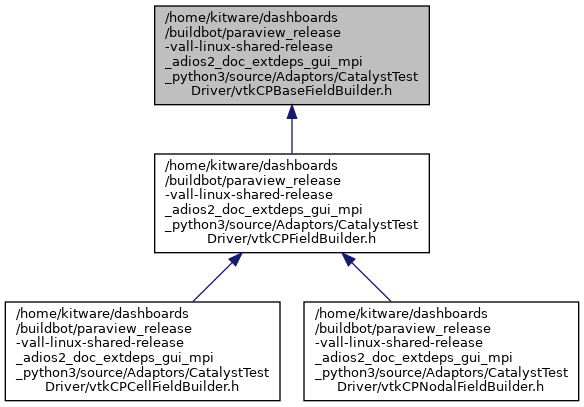 /home/kitware/dashboards
/buildbot/paraview_release
-vall-linux-shared-release
_adios2_doc_extdeps_gui_mpi
_python3/source/Adaptors/CatalystTest
Driver/vtkCPBaseFieldBuilder.h
/home/kitware/dashboards
/buildbot/paraview_release
-vall-linux-shared-release
_adios2_doc_extdeps_gui_mpi
_python3/source/Adaptors/CatalystTest
Driver/vtkCPFieldBuilder.h
/home/kitware/dashboards
/buildbot/paraview_release
-vall-linux-shared-release
_adios2_doc_extdeps_gui_mpi
_python3/source/Adaptors/CatalystTest
Driver/vtkCPCellFieldBuilder.h
/home/kitware/dashboards
/buildbot/paraview_release
-vall-linux-shared-release
_adios2_doc_extdeps_gui_mpi
_python3/source/Adaptors/CatalystTest
Driver/vtkCPNodalFieldBuilder.h